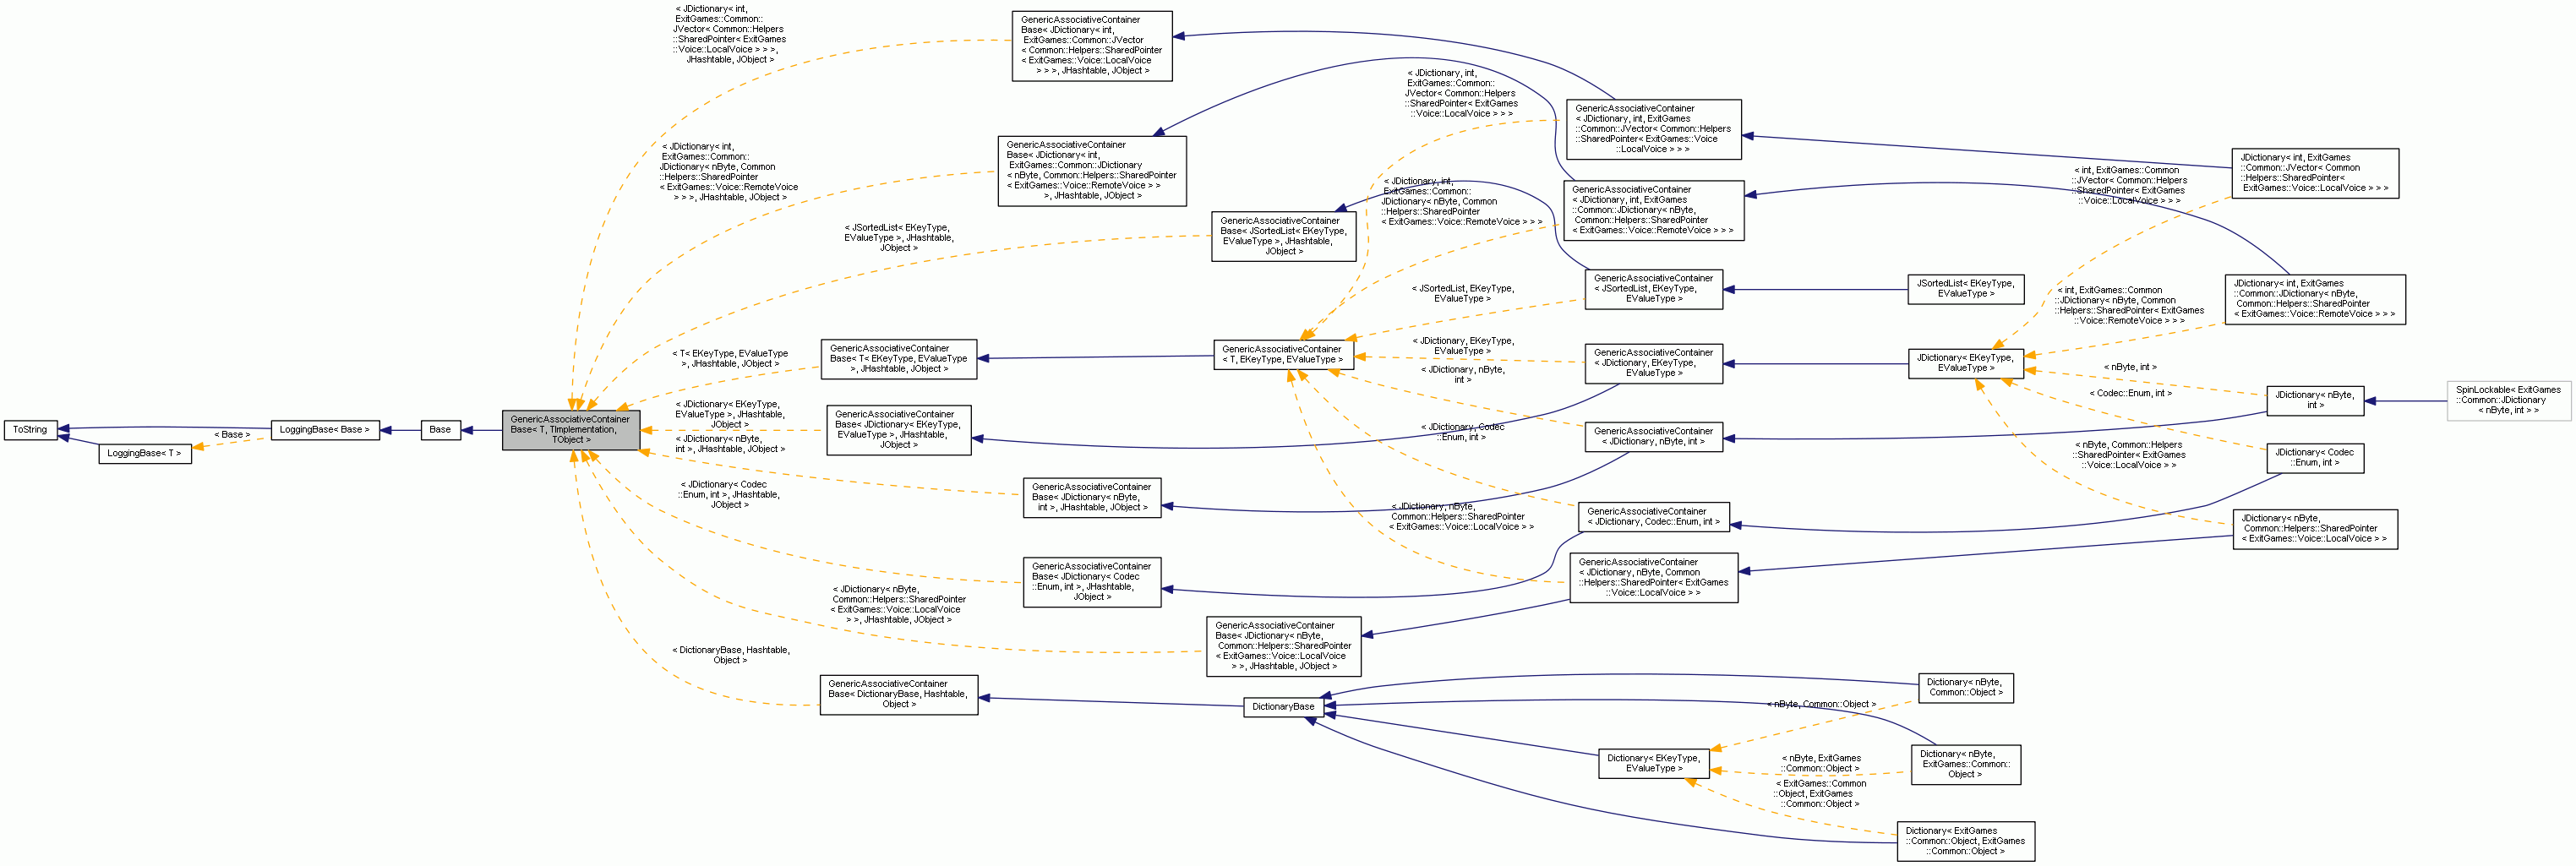 ToString
LoggingBase< T >
< Base >
LoggingBase< Base >
Base
GenericAssociativeContainer
Base< T, TImplementation,
TObject >
< JDictionary< int,
ExitGames::Common::
JVector< Common::Helpers
::SharedPointer< ExitGames
::Voice::LocalVoice > > >,
JHashtable, JObject >
< JDictionary< int,
ExitGames::Common::
JDictionary< nByte, Common
::Helpers::SharedPointer
< ExitGames::Voice::RemoteVoice
> > >, JHashtable, JObject >
< JSortedList< EKeyType,
EValueType >, JHashtable,
JObject >
< T< EKeyType, EValueType
>, JHashtable, JObject >
< JDictionary< EKeyType,
EValueType >, JHashtable,
JObject >
< JDictionary< nByte,
int >, JHashtable, JObject >
< JDictionary< Codec
::Enum, int >, JHashtable,
JObject >
< JDictionary< nByte,
Common::Helpers::SharedPointer
< ExitGames::Voice::LocalVoice
> >, JHashtable, JObject >
< DictionaryBase, Hashtable,
Object >
GenericAssociativeContainer
Base< JDictionary< int,
ExitGames::Common::JVector
< Common::Helpers::SharedPointer
< ExitGames::Voice::LocalVoice
> > >, JHashtable, JObject >
GenericAssociativeContainer
Base< JDictionary< int,
ExitGames::Common::JDictionary
< nByte, Common::Helpers::SharedPointer
< ExitGames::Voice::RemoteVoice > >
>, JHashtable, JObject >
GenericAssociativeContainer
Base< JSortedList< EKeyType,
EValueType >, JHashtable,
JObject >
GenericAssociativeContainer
Base< T< EKeyType, EValueType
>, JHashtable, JObject >
GenericAssociativeContainer
Base< JDictionary< EKeyType,
EValueType >, JHashtable,
JObject >
GenericAssociativeContainer
Base< JDictionary< nByte,
int >, JHashtable, JObject >
GenericAssociativeContainer
Base< JDictionary< Codec
::Enum, int >, JHashtable,
JObject >
GenericAssociativeContainer
Base< JDictionary< nByte,
Common::Helpers::SharedPointer
< ExitGames::Voice::LocalVoice
> >, JHashtable, JObject >
GenericAssociativeContainer
Base< DictionaryBase, Hashtable,
Object >
GenericAssociativeContainer
< T, EKeyType, EValueType >
DictionaryBase
< JDictionary, int,
ExitGames::Common::
JVector< Common::Helpers
::SharedPointer< ExitGames
::Voice::LocalVoice > > >
< JDictionary, int,
ExitGames::Common::
JDictionary< nByte, Common
::Helpers::SharedPointer
< ExitGames::Voice::RemoteVoice > > >
< JSortedList, EKeyType,
EValueType >
< JDictionary, EKeyType,
EValueType >
< JDictionary, nByte,
int >
< JDictionary, Codec
::Enum, int >
< JDictionary, nByte,
Common::Helpers::SharedPointer
< ExitGames::Voice::LocalVoice > >
GenericAssociativeContainer
< JDictionary, int, ExitGames
::Common::JVector< Common::Helpers
::SharedPointer< ExitGames::Voice
::LocalVoice > > >
GenericAssociativeContainer
< JDictionary, int, ExitGames
::Common::JDictionary< nByte,
Common::Helpers::SharedPointer
< ExitGames::Voice::RemoteVoice > > >
GenericAssociativeContainer
< JSortedList, EKeyType,
EValueType >
GenericAssociativeContainer
< JDictionary, EKeyType,
EValueType >
GenericAssociativeContainer
< JDictionary, nByte, int >
GenericAssociativeContainer
< JDictionary, Codec::Enum, int >
GenericAssociativeContainer
< JDictionary, nByte, Common
::Helpers::SharedPointer< ExitGames
::Voice::LocalVoice > >
Dictionary< EKeyType,
EValueType >
< nByte, Common::Object >
< nByte, ExitGames
::Common::Object >
< ExitGames::Common
::Object, ExitGames
::Common::Object >
JSortedList< EKeyType,
EValueType >
JDictionary< EKeyType,
EValueType >
Dictionary< nByte,
Common::Object >
Dictionary< nByte,
ExitGames::Common::
Object >
Dictionary< ExitGames
::Common::Object, ExitGames
::Common::Object >
< int, ExitGames::Common
::JVector< Common::Helpers
::SharedPointer< ExitGames
::Voice::LocalVoice > > >
< int, ExitGames::Common
::JDictionary< nByte, Common
::Helpers::SharedPointer< ExitGames
::Voice::RemoteVoice > > >
< nByte, int >
< Codec::Enum, int >
< nByte, Common::Helpers
::SharedPointer< ExitGames
::Voice::LocalVoice > >
JDictionary< int, ExitGames
::Common::JVector< Common
::Helpers::SharedPointer<
ExitGames::Voice::LocalVoice > > >
JDictionary< int, ExitGames
::Common::JDictionary< nByte,
Common::Helpers::SharedPointer
< ExitGames::Voice::RemoteVoice > > >
JDictionary< nByte,
int >
JDictionary< Codec
::Enum, int >
JDictionary< nByte,
Common::Helpers::SharedPointer
< ExitGames::Voice::LocalVoice > >
SpinLockable< ExitGames
::Common::JDictionary
< nByte, int > >